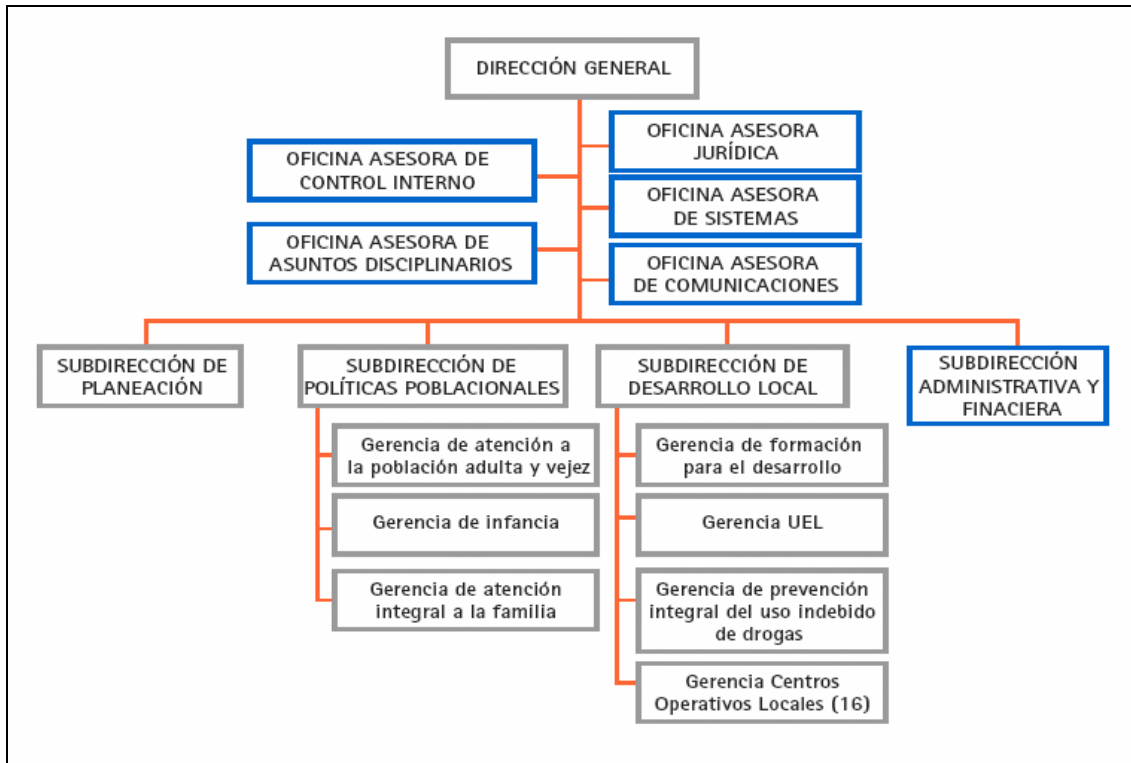 DIRECCIÓN GENERAL
OFICINA ASESORA DE
CONTROL INTERNO
OFICINA ASESORA
JURÍDICA
OFICINA ASESORA
DE SISTEMAS
OFICINA ASESORA DE
ASUNTOS DISCIPLINARIOS
OFICINA ASESORA
DE COMUNICACIONES
SUBDIRECCIÓN DE
PLANEACIÓN
SUBDIRECCIÓN DE
POLÍTICAS POBLACIONALES
Gerencia de atención a
la población adulta y vejez
Gerencia de infancia
Gerencia de atención
integral a la familia
SUBDIRECCIÓN DE
DESARROLLO LOCAL
Gerencia de formación
para el desarrollo
Gerencia UEL
Gerencia de prevención
integral del uso indebido
de drogas
Gerencia Centros
Operativos Locales (16)
SUBDIRECCIÓN
ADMINISTRATIVA Y
FINACIERA